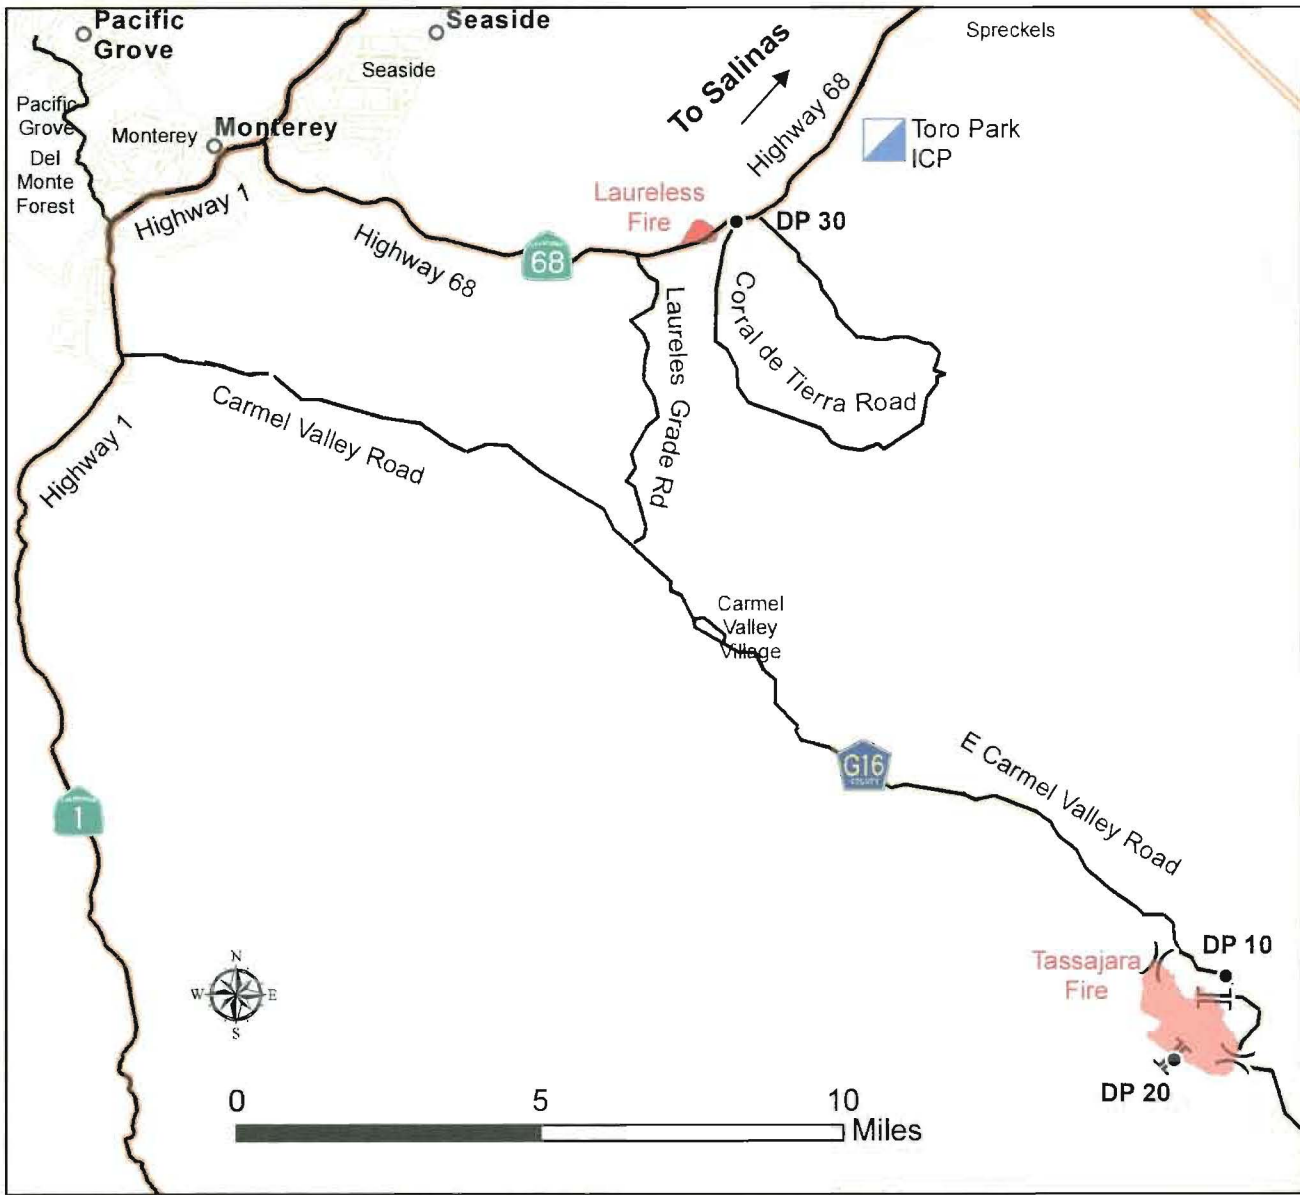 Pacific
Grove
Seaside
Spreckels
Seaside
To Salinas
Highway 68
Pacific
Grove
Monterey
Monterey
Toro Park
ICP
Del
Monte
Forest
Highway 1
Laureless
Fire
DP 30
Highway 68
68
Laureles Grade Rd
Corral de Tierra Road
Carmel Valley Road
Highway 1
Carmel
Valley
Village
G16
E Carmel Valley Road
1
DP 10
Tassajara
Fire
N
W E
S
DP 20
0 5 10
Miles